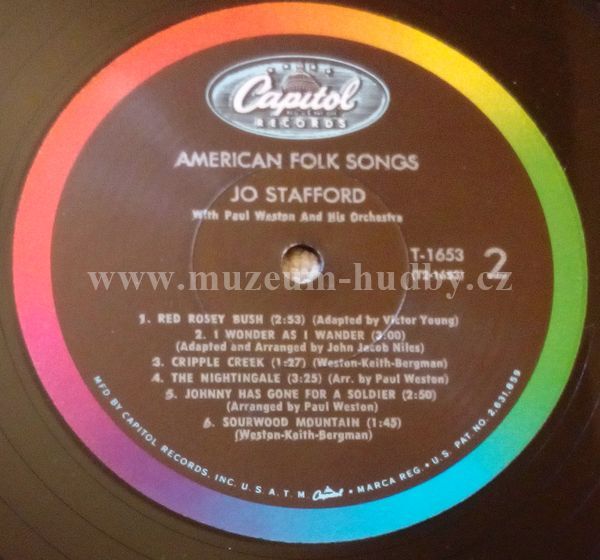 Capitol
RECORDS
AMERICAN FOLK SONGS
JO STAFFORD
With Paul Weston And His Orchestra
T-1653 2
(T2-1653)
www.muzeum-hudby.cz
1. RED ROSEY BUSH (2:53) (Adapted by Victor Young)
2. I WONDER AS I WANDER (3:00)
(Adapted and Arranged by John Jacob Niles)
3. CRIPPLE CREEK (1:27) (Weston-Keith-Bergman)
4. THE NIGHTINGALE (3:25) (Arr. by Paul Weston)
5. JOHNNY HAS GONE FOR A SOLDIER (2:50)
(Arranged by Paul Weston)
6. SOURWOOD MOUNTAIN (1:45)
(Weston-Keith-Bergman)
MFD. BY CAPITOL RECORDS, INC. U.S.A. T.M. Capitol • MARCA REG. • U.S. PAT. NO. 2,631,859